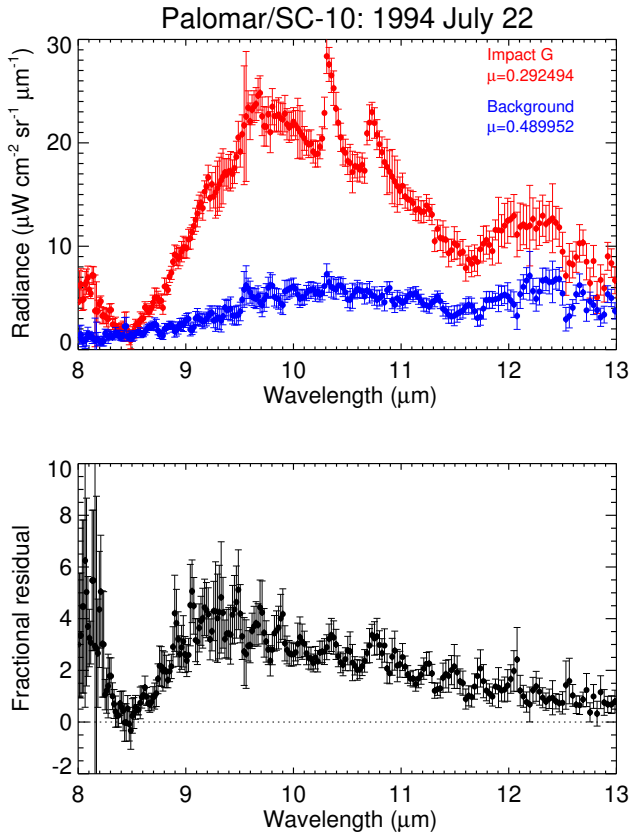 Palomar/SC-10: 1994 July 22
Radiance (μW cm⁻² sr⁻¹ μm⁻¹)
30
20
10
0
Impact G
μ=0.292494
Background
μ=0.489952
8 9 10 11 12 13
Wavelength (μm)
Fractional residual
10
8
6
4
2
0
-2
8 9 10 11 12 13
Wavelength (μm)